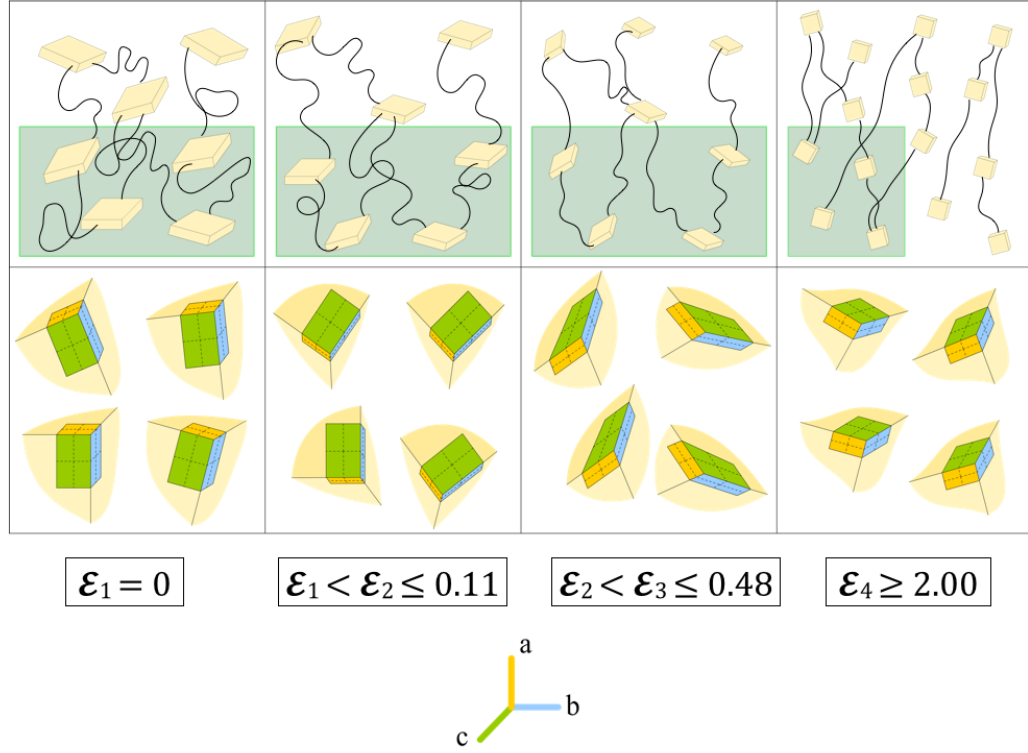 ε₁ = 0
ε₁ < ε₂ ≤ 0.11
ε₂ < ε₃ ≤ 0.48
ε₄ ≥ 2.00
a
b
c